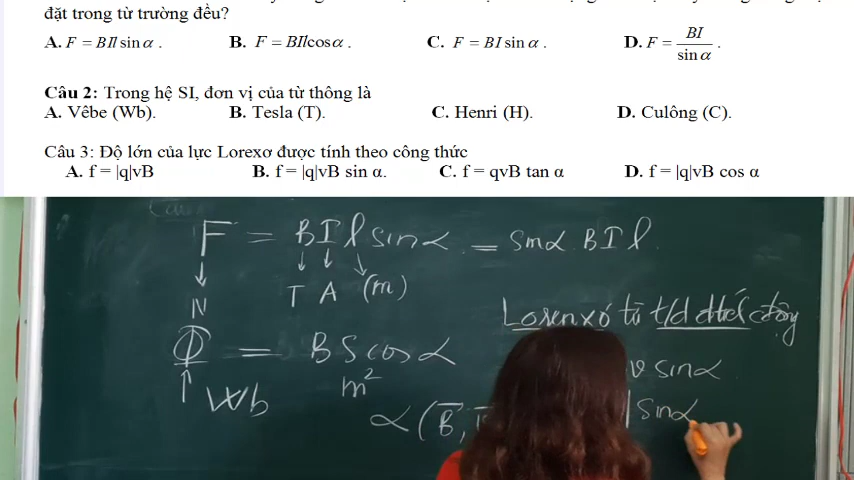 đặt trong từ trường đều?
A. F = BIl sin α. B. F = BIl cos α. C. F = BI sin α. D. F = BI / sin α.
Câu 2: Trong hệ SI, đơn vị của từ thông là
A. Vêbe (Wb). B. Tesla (T). C. Henri (H). D. Culông (C).
Câu 3: Độ lớn của lực Lorexơ được tính theo công thức
A. f = |q|vB B. f = |q|vB sin α. C. f = qvB tan α D. f = |q|vB cos α
F = BIl sin α = sin α BIl
N T A (m)
Lorenxơ từ t/d
Φ = BS cos α
v sin α
Wb m²
α (B,
sin α